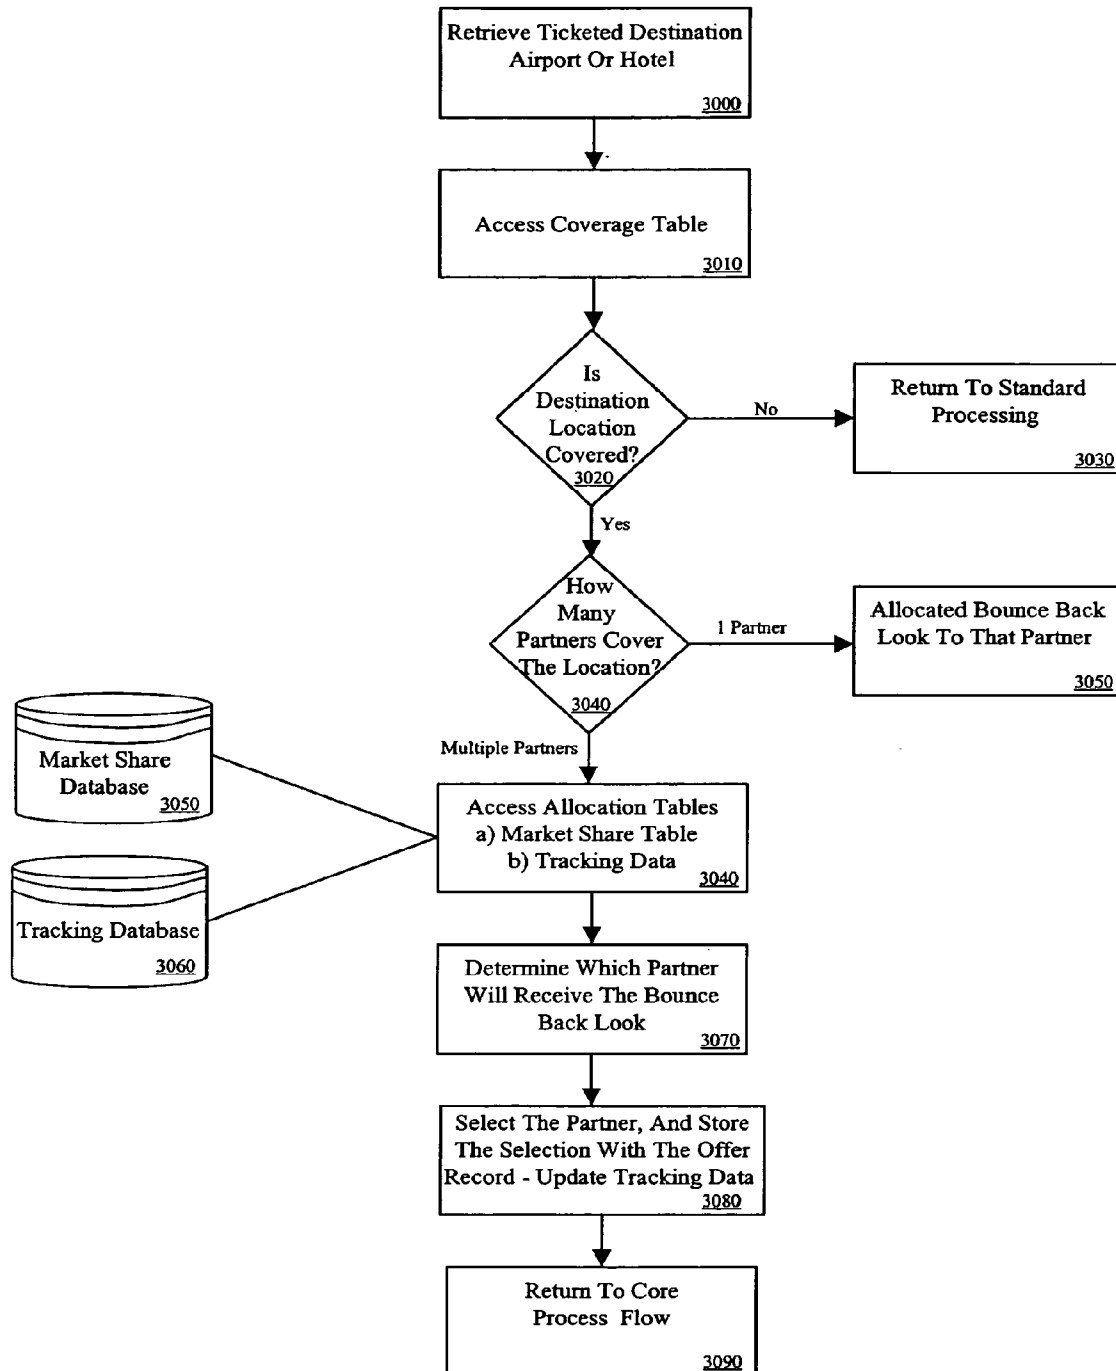 Retrieve Ticketed Destination
Airport Or Hotel
3000
Access Coverage Table
3010
Is
Destination
Location
Covered?
3020
No
Return To Standard
Processing
3030
Yes
How
Many
Partners Cover
The Location?
3040
1 Partner
Allocated Bounce Back
Look To That Partner
3050
Multiple Partners
Market Share
Database
3050
Tracking Database
3060
Access Allocation Tables
a) Market Share Table
b) Tracking Data
3040
Determine Which Partner
Will Receive The Bounce
Back Look
3070
Select The Partner, And Store
The Selection With The Offer
Record - Update Tracking Data
3080
Return To Core
Process Flow
3090